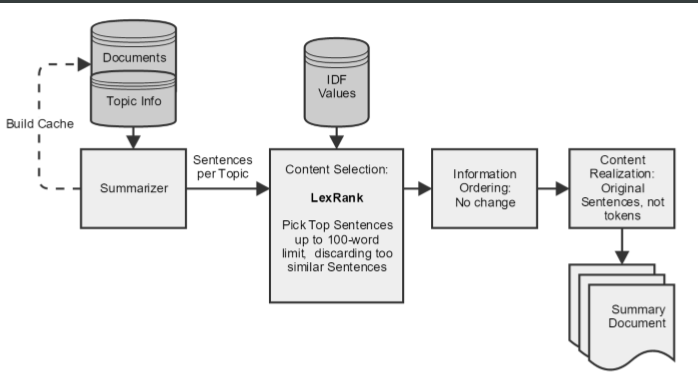 Documents
Topic Info
Build Cache
Summarizer
Sentences
per Topic
IDF
Values
Content Selection:
LexRank
Pick Top Sentences
up to 100-word
limit, discarding too
similar Sentences
Information
Ordering:
No change
Content
Realization:
Original
Sentences, not
tokens
Summary
Document